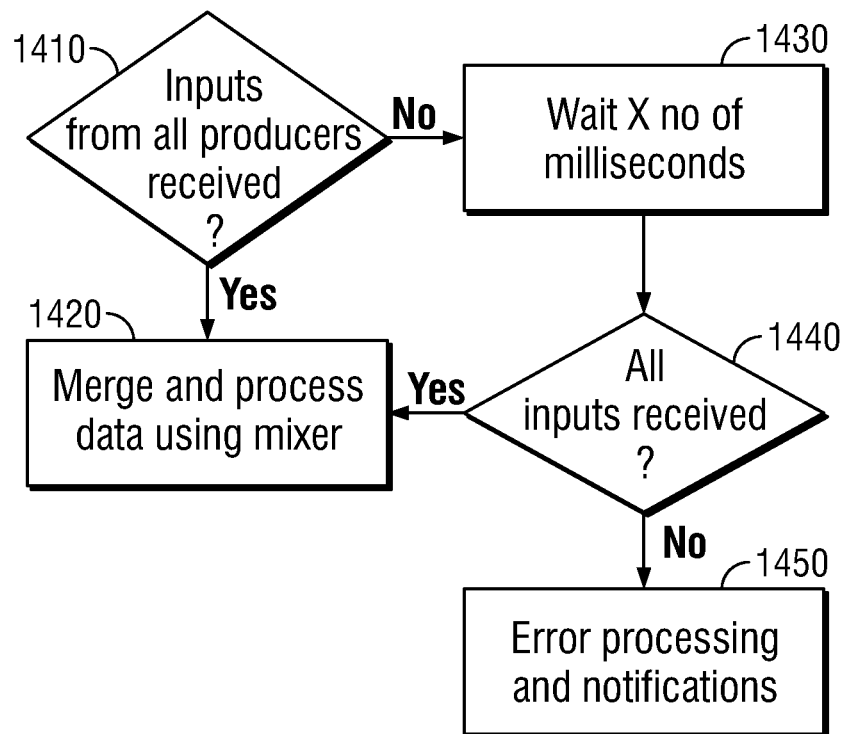 1410
Inputs
from all producers
received
?
No
1430
Wait X no of
milliseconds
Yes
1420
Merge and process
data using mixer
Yes
1440
All
inputs received
?
No
1450
Error processing
and notifications